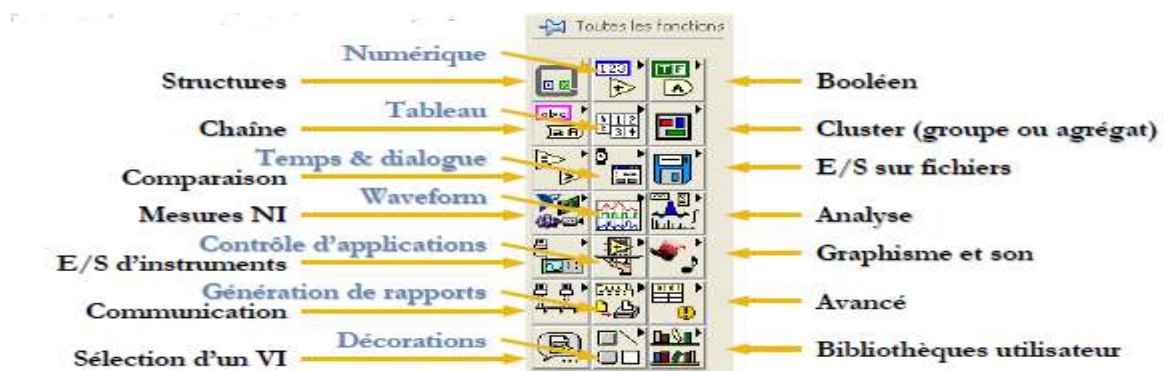 Toutes les fonctions
Numérique
Structures
Booléen
Tableau
Chaîne
Cluster (groupe ou agrégat)
Temps & dialogue
Comparaison
E/S sur fichiers
Waveform
Mesures NI
Analyse
Contrôle d'applications
E/S d'instruments
Graphisme et son
Génération de rapports
Communication
Avancé
Décorations
Sélection d'un VI
Bibliothèques utilisateur